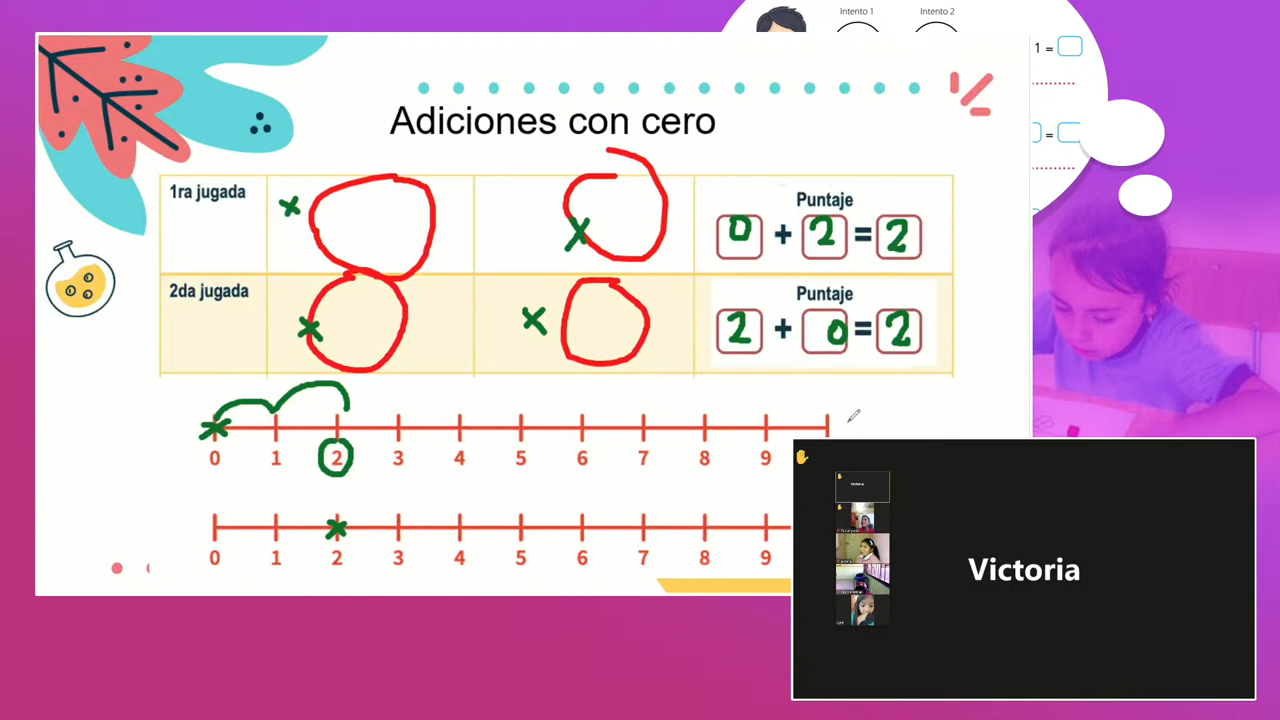 Intento 1 Intento 2
1 =
=
Adiciones con cero
1ra jugada
Puntaje
0 + 2 = 2
2da jugada
Puntaje
2 + 0 = 2
0 1 2 3 4 5 6 7 8 9
0 1 2 3 4 5 6 7 8 9
Victoria
Victoria